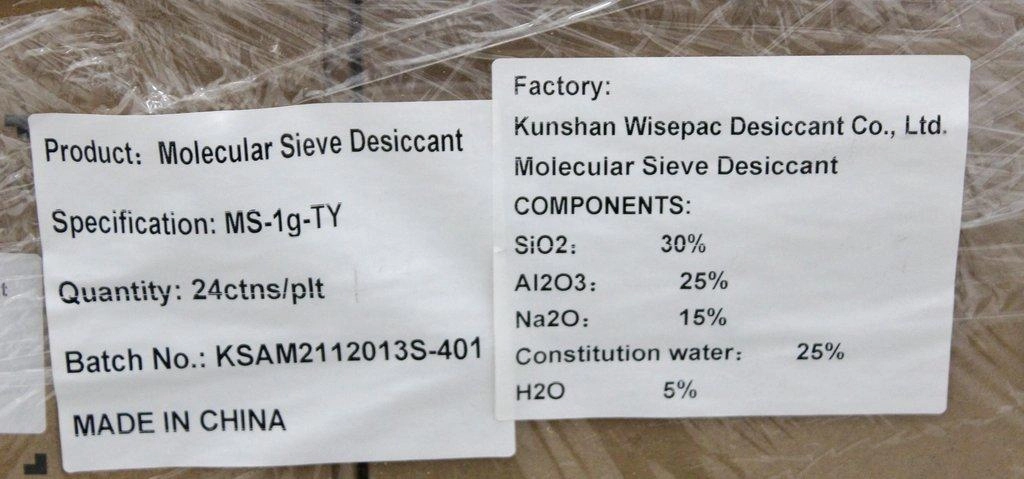 Product: Molecular Sieve Desiccant
Specification: MS-1g-TY
Quantity: 24ctns/plt
Batch No.: KSAM2112013S-401
MADE IN CHINA
Factory:
Kunshan Wisepac Desiccant Co., Ltd.
Molecular Sieve Desiccant
COMPONENTS:
SiO2: 30%
Al2O3: 25%
Na2O: 15%
Constitution water: 25%
H2O 5%